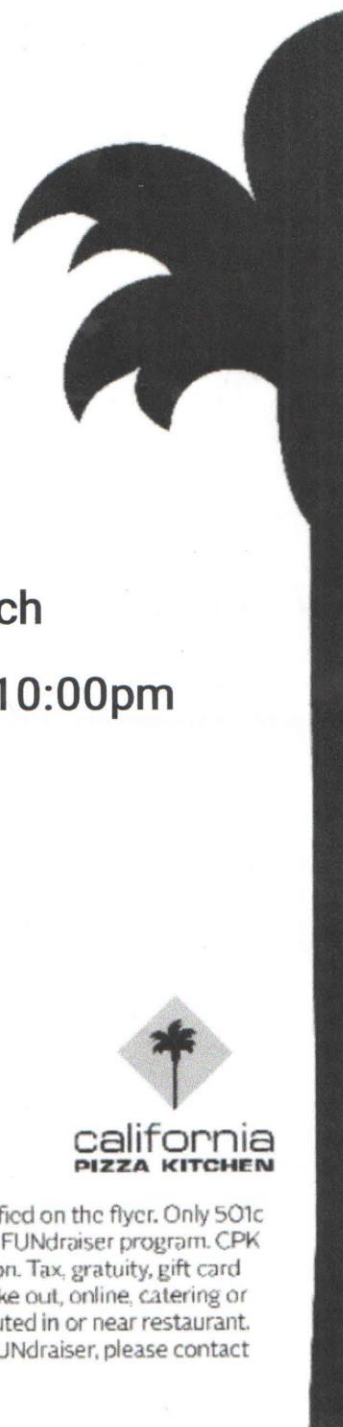 ch
10:00pm
california
PIZZA KITCHEN
fied on the flyer. Only 501c
FUNdraiser program. CPK
on. Tax, gratuity, gift card
ke out, online, catering or
uted in or near restaurant.
UNdraiser, please contact